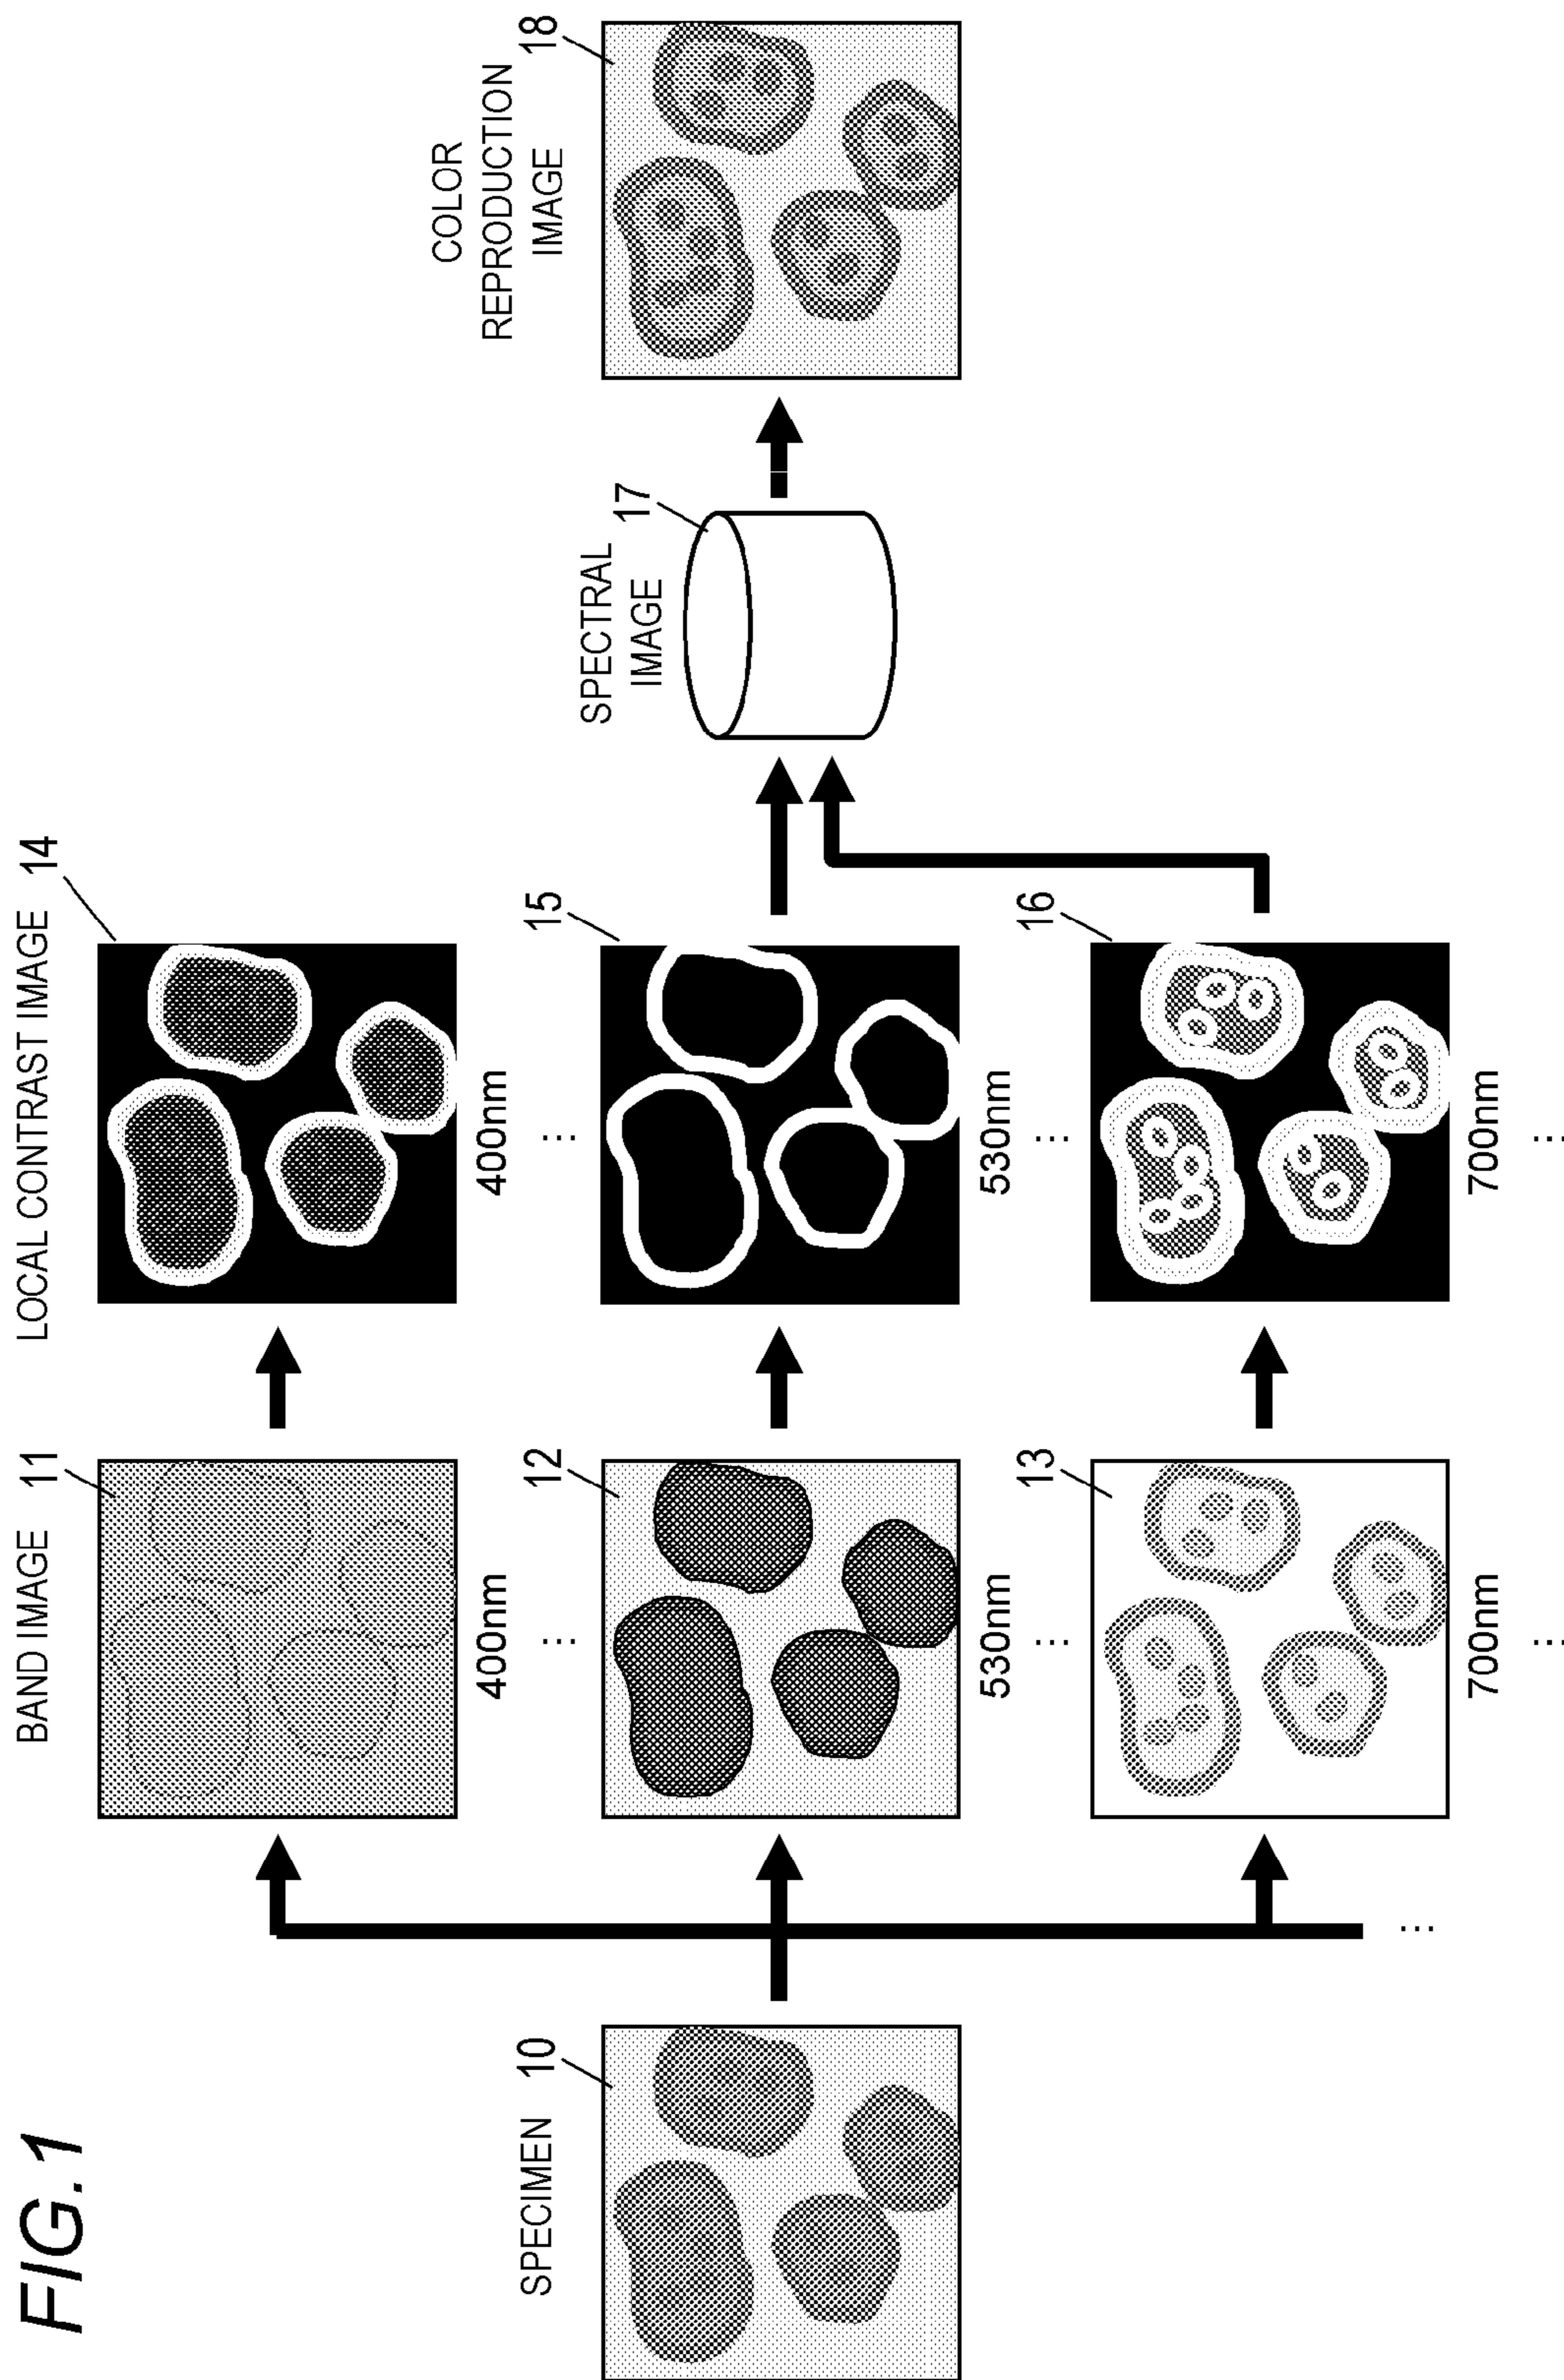 FIG.1
SPECIMEN 10
BAND IMAGE 11
400nm
...
12
530nm
...
13
700nm
...
...
LOCAL CONTRAST IMAGE 14
400nm
...
15
530nm
...
16
700nm
...
SPECTRAL
IMAGE 17
COLOR
REPRODUCTION
IMAGE 18